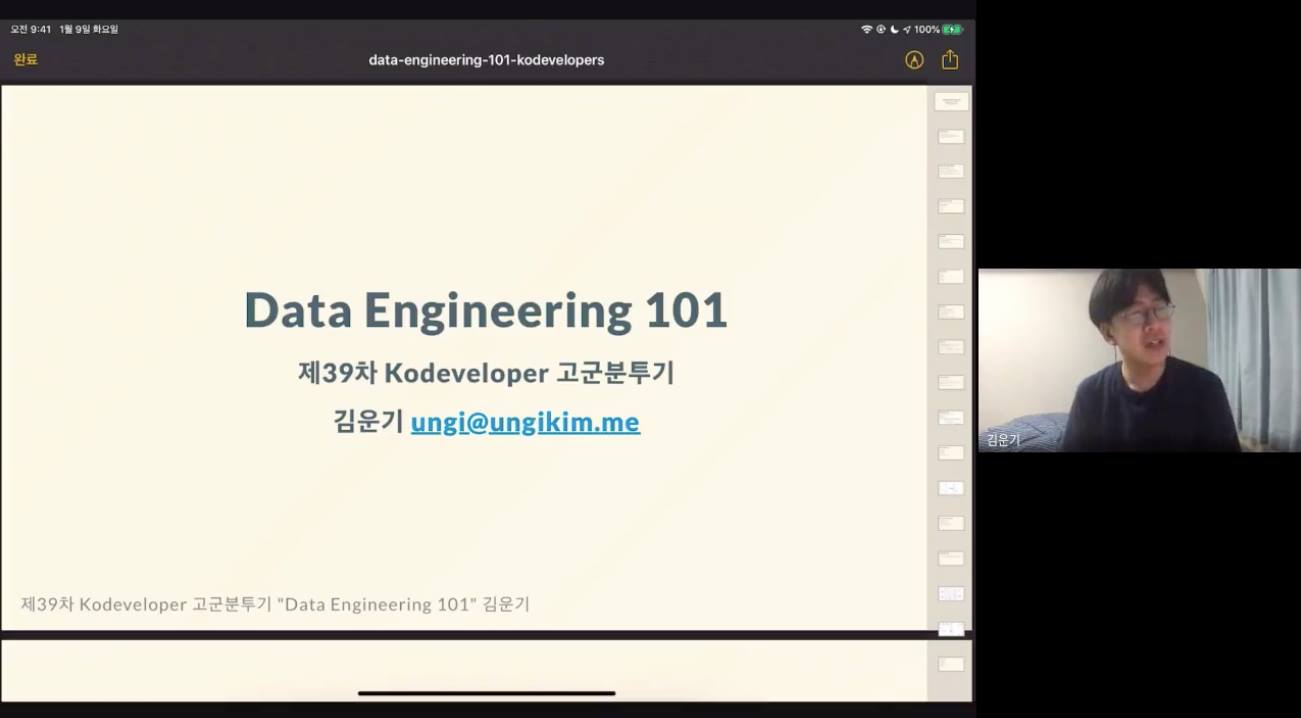 오전 9:41 1월 9일 화요일
100%
완료
data-engineering-101-kodevelopers
Data Engineering 101
제39차 Kodeveloper 고군분투기
김운기 ungi@ungikim.me
제39차 Kodeveloper 고군분투기 "Data Engineering 101" 김운기
김운기